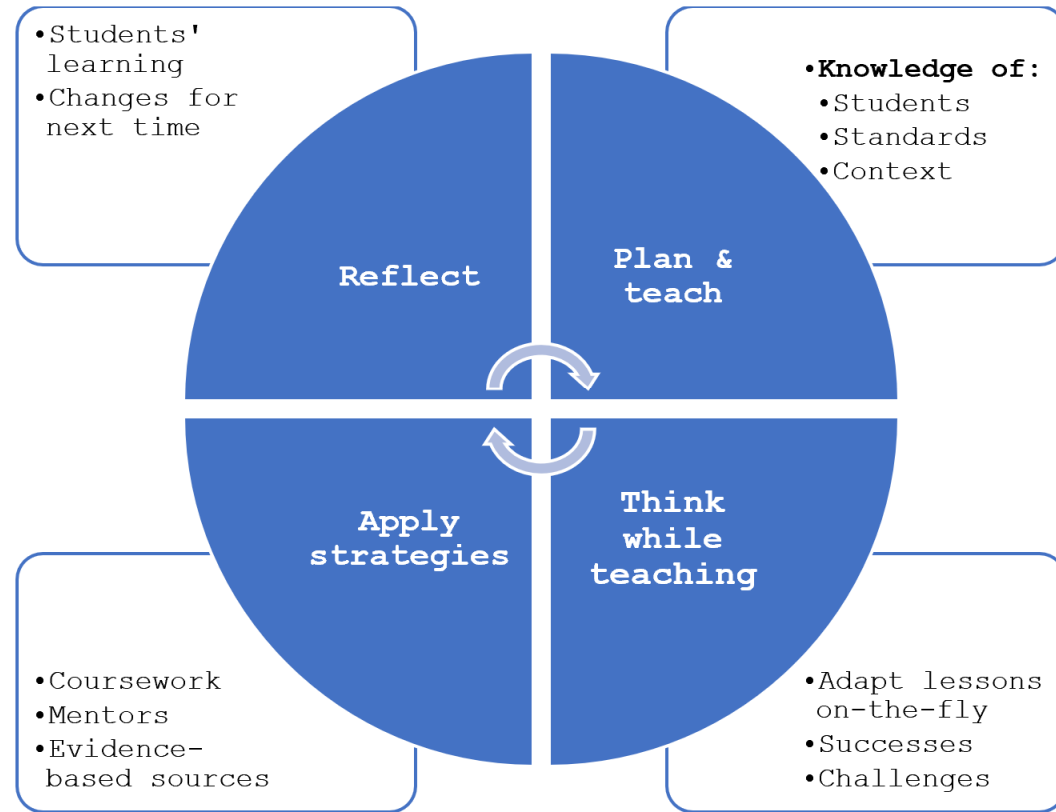 •Students'
learning
•Changes for
next time
•Knowledge of:
•Students
•Standards
•Context
Reflect
Plan &
teach
Apply
strategies
Think
while
teaching
•Coursework
•Mentors
•Evidence-
based sources
•Adapt lessons
on-the-fly
•Successes
•Challenges